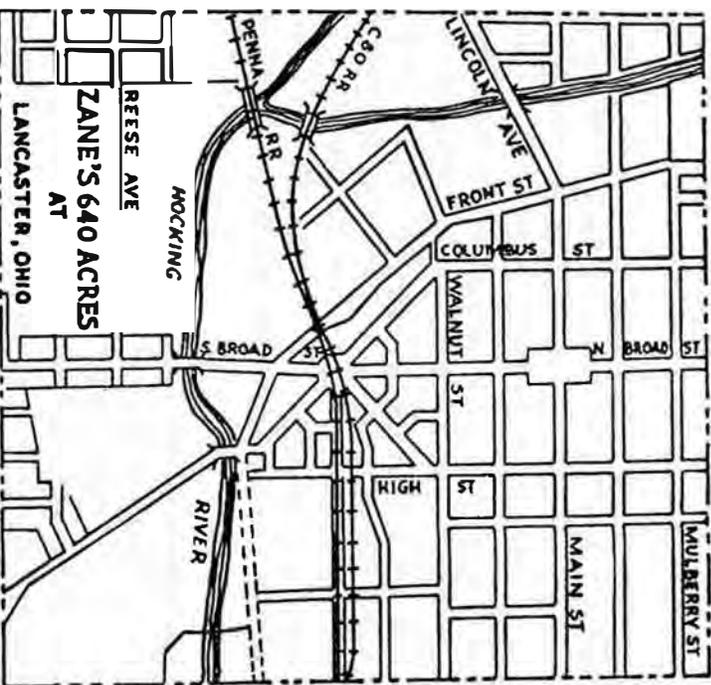 PENNA. RR
C & O RR
LINCOLN AVE
FRONT ST
COLUMBUS ST
WALNUT ST
S. BROAD ST
N BROAD ST
HIGH ST
MAIN ST
MULBERRY ST
HOCKING
RIVER
REESE AVE
ZANE'S 640 ACRES
AT
LANCASTER, OHIO